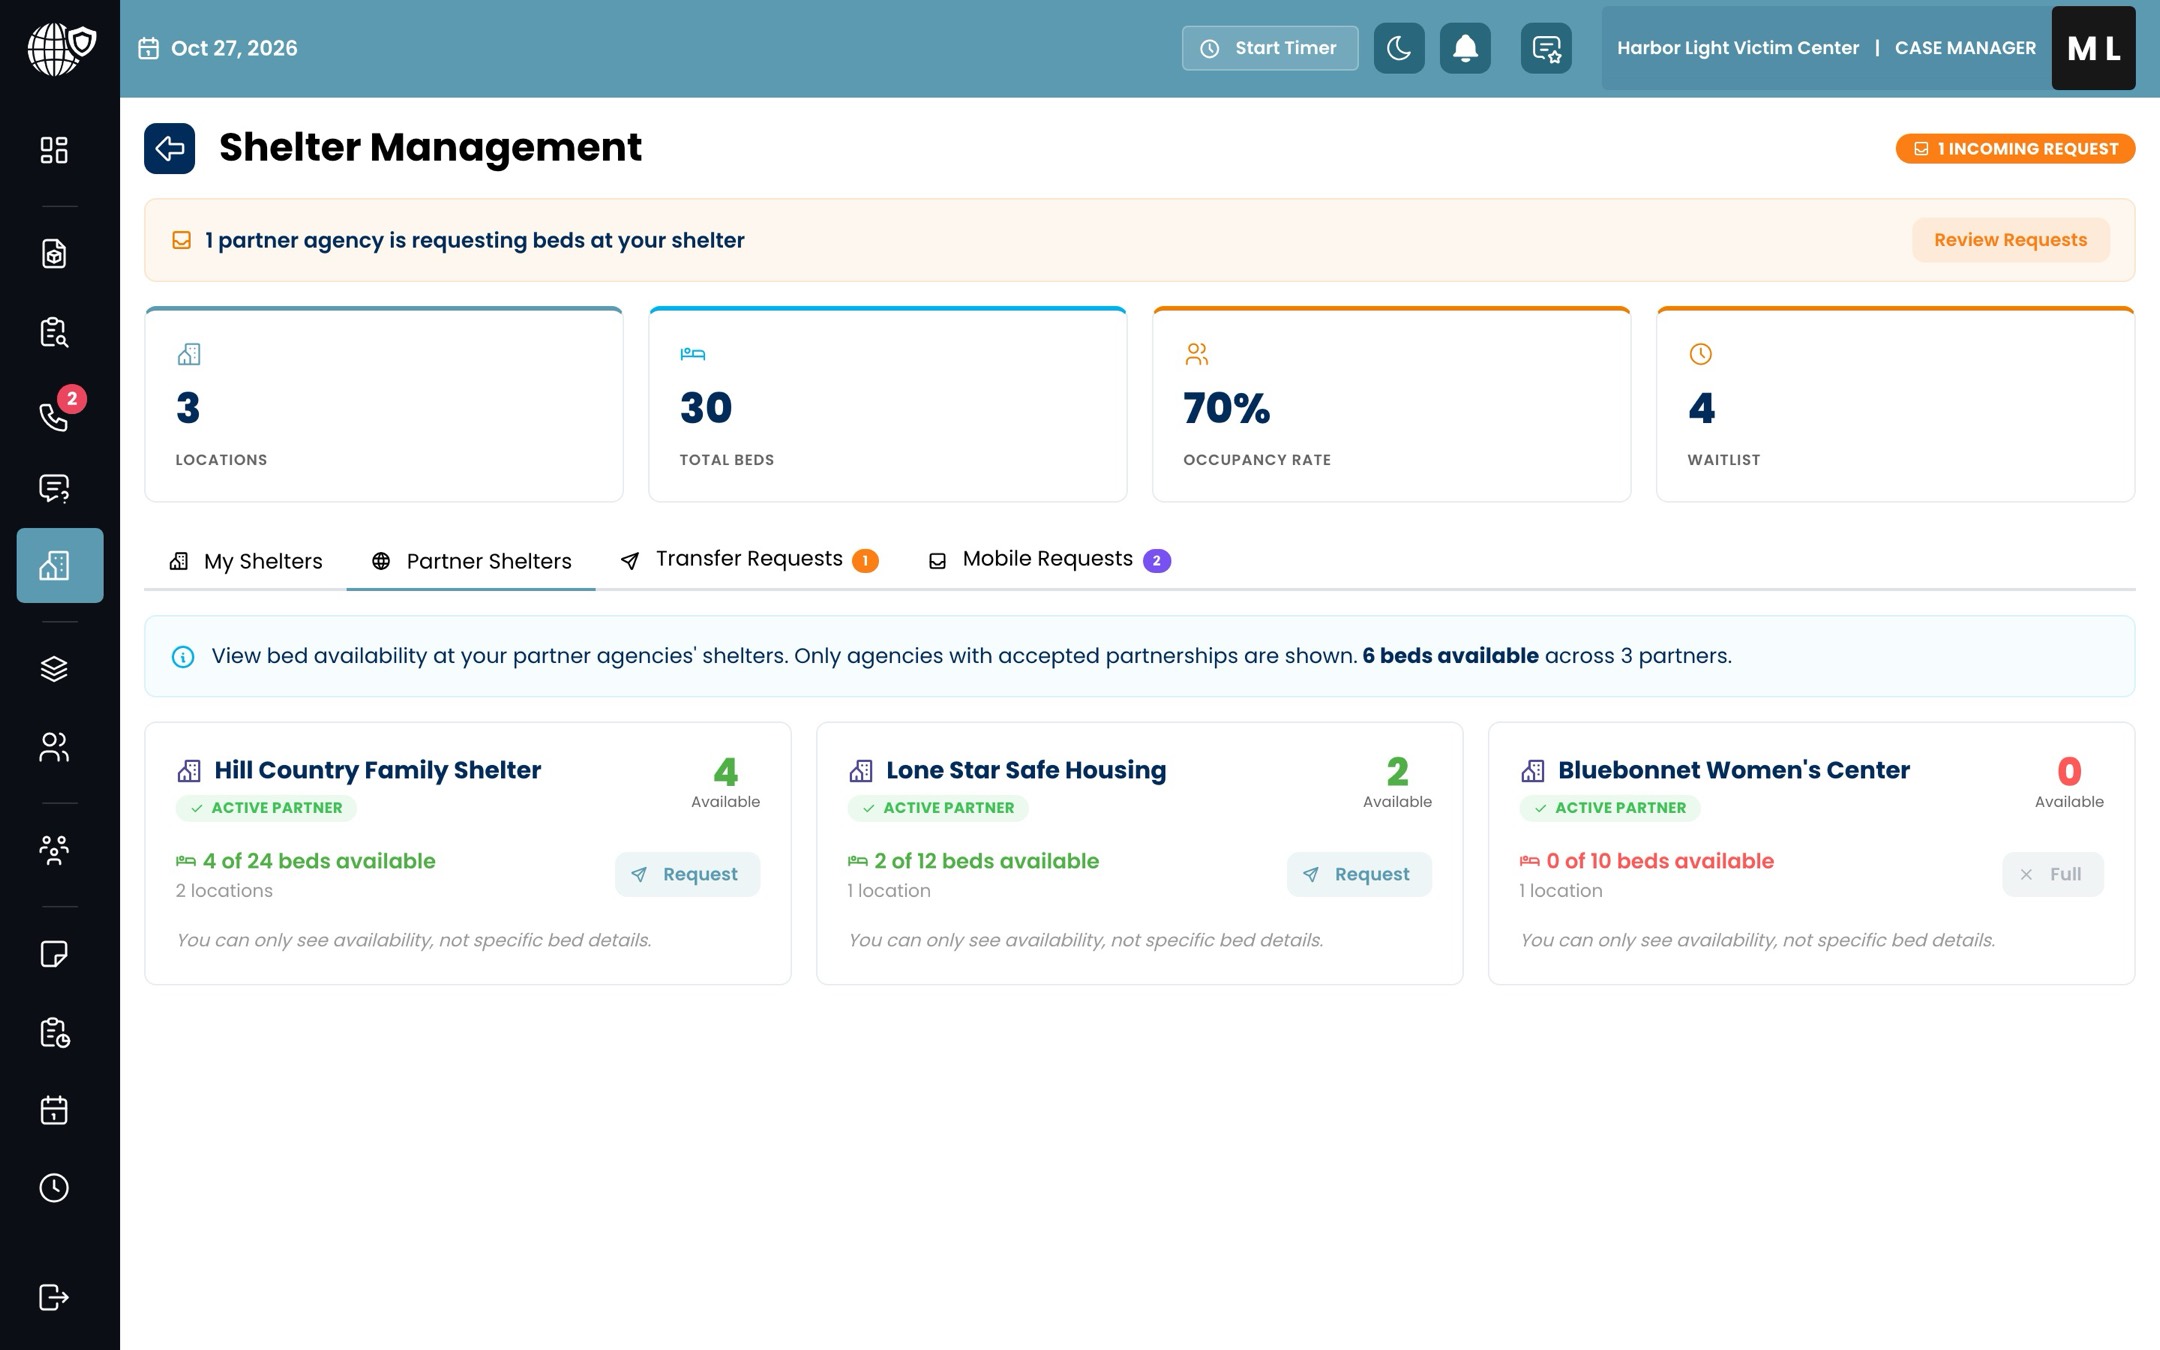 Oct 27, 2026
Start Timer
Harbor Light Victim Center | CASE MANAGER
M L
Shelter Management
1 INCOMING REQUEST
1 partner agency is requesting beds at your shelter
Review Requests
3
LOCATIONS
30
TOTAL BEDS
70%
OCCUPANCY RATE
4
WAITLIST
2
My Shelters
Partner Shelters
Transfer Requests 1
Mobile Requests 2
View bed availability at your partner agencies' shelters. Only agencies with accepted partnerships are shown. 6 beds available across 3 partners.
Hill Country Family Shelter
4
Available
ACTIVE PARTNER
4 of 24 beds available
2 locations
Request
You can only see availability, not specific bed details.
Lone Star Safe Housing
2
Available
ACTIVE PARTNER
2 of 12 beds available
1 location
Request
You can only see availability, not specific bed details.
Bluebonnet Women's Center
0
Available
ACTIVE PARTNER
0 of 10 beds available
1 location
Full
You can only see availability, not specific bed details.